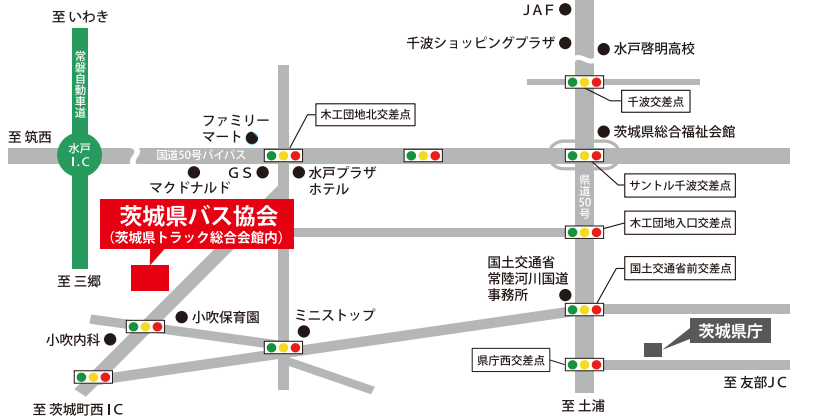 至いわき
JAF
千波ショッピングプラザ
水戸啓明高校
常磐自動車道
千波交差点
ファミリー
マート
木工団地北交差点
茨城県総合福祉会館
至 筑西
水戸
I.C
国道50号バイパス
GS
水戸プラザ
ホテル
マクドナルド
サントル千波交差点
県道50号
茨城県バス協会
(茨城県トラック総合会館内)
木工団地入口交差点
至 三郷
国土交通省
常陸河川国道
事務所
国土交通省前交差点
小吹保育園
ミニストップ
小吹内科
茨城県庁
県庁西交差点
至 友部JC
至 茨城町西IC
至 土浦